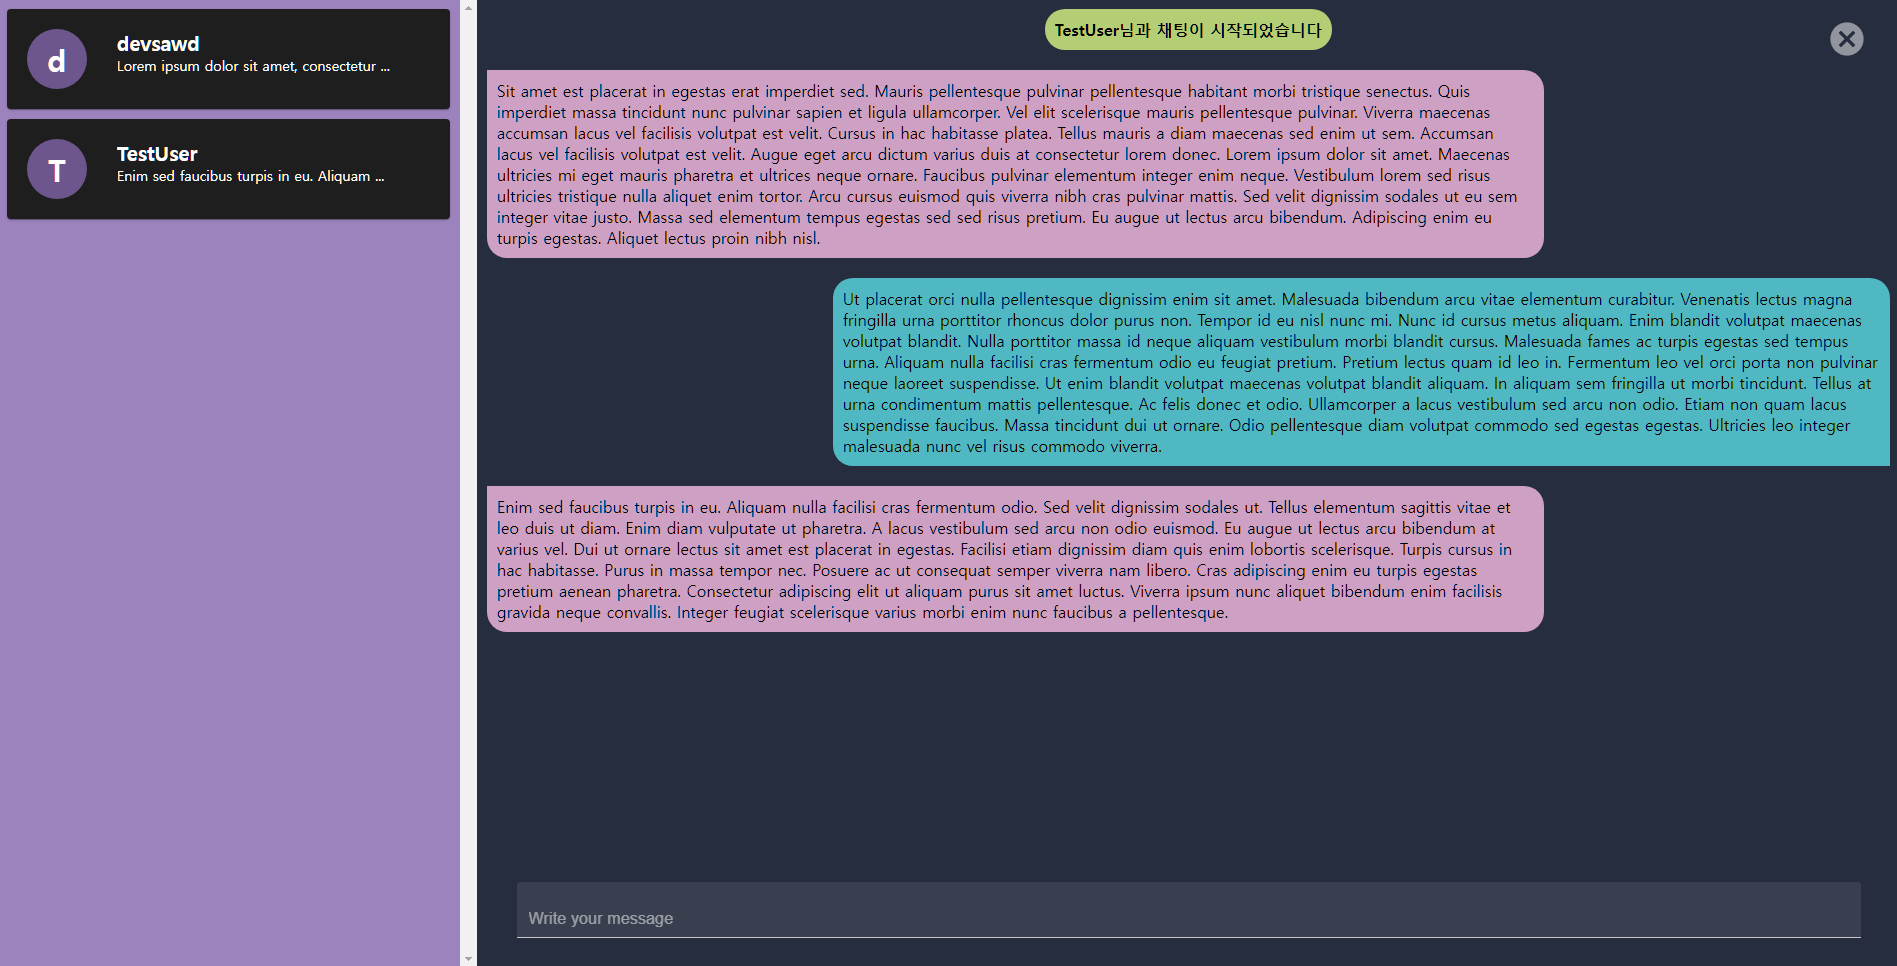 d
devsawd
Lorem ipsum dolor sit amet, consectetur ...
T
TestUser
Enim sed faucibus turpis in eu. Aliquam ...
TestUser님과 채팅이 시작되었습니다
Sit amet est placerat in egestas erat imperdiet sed. Mauris pellentesque pulvinar pellentesque habitant morbi tristique senectus. Quis
imperdiet massa tincidunt nunc pulvinar sapien et ligula ullamcorper. Vel elit scelerisque mauris pellentesque pulvinar. Viverra maecenas
accumsan lacus vel facilisis volutpat est velit. Cursus in hac habitasse platea. Tellus mauris a diam maecenas sed enim ut sem. Accumsan
lacus vel facilisis volutpat est velit. Augue eget arcu dictum varius duis at consectetur lorem donec. Lorem ipsum dolor sit amet. Maecenas
ultricies mi eget mauris pharetra et ultrices neque ornare. Faucibus pulvinar elementum integer enim neque. Vestibulum lorem sed risus
ultricies tristique nulla aliquet enim tortor. Arcu cursus euismod quis viverra nibh cras pulvinar mattis. Sed velit dignissim sodales ut eu sem
integer vitae justo. Massa sed elementum tempus egestas sed sed risus pretium. Eu augue ut lectus arcu bibendum. Adipiscing enim eu
turpis egestas. Aliquet lectus proin nibh nisl.
Ut placerat orci nulla pellentesque dignissim enim sit amet. Malesuada bibendum arcu vitae elementum curabitur. Venenatis lectus magna
fringilla urna porttitor rhoncus dolor purus non. Tempor id eu nisl nunc mi. Nunc id cursus metus aliquam. Enim blandit volutpat maecenas
volutpat blandit. Nulla porttitor massa id neque aliquam vestibulum morbi blandit cursus. Malesuada fames ac turpis egestas sed tempus
urna. Aliquam nulla facilisi cras fermentum odio eu feugiat pretium. Pretium lectus quam id leo in. Fermentum leo vel orci porta non pulvinar
neque laoreet suspendisse. Ut enim blandit volutpat maecenas volutpat blandit aliquam. In aliquam sem fringilla ut morbi tincidunt. Tellus at
urna condimentum mattis pellentesque. Ac felis donec et odio. Ullamcorper a lacus vestibulum sed arcu non odio. Etiam non quam lacus
suspendisse faucibus. Massa tincidunt dui ut ornare. Odio pellentesque diam volutpat commodo sed egestas egestas. Ultricies leo integer
malesuada nunc vel risus commodo viverra.
Enim sed faucibus turpis in eu. Aliquam nulla facilisi cras fermentum odio. Sed velit dignissim sodales ut. Tellus elementum sagittis vitae et
leo duis ut diam. Enim diam vulputate ut pharetra. A lacus vestibulum sed arcu non odio euismod. Eu augue ut lectus arcu bibendum at
varius vel. Dui ut ornare lectus sit amet est placerat in egestas. Facilisi etiam dignissim diam quis enim lobortis scelerisque. Turpis cursus in
hac habitasse. Purus in massa tempor nec. Posuere ac ut consequat semper viverra nam libero. Cras adipiscing enim eu turpis egestas
pretium aenean pharetra. Consectetur adipiscing elit ut aliquam purus sit amet luctus. Viverra ipsum nunc aliquet bibendum enim facilisis
gravida neque convallis. Integer feugiat scelerisque varius morbi enim nunc faucibus a pellentesque.
Write your message